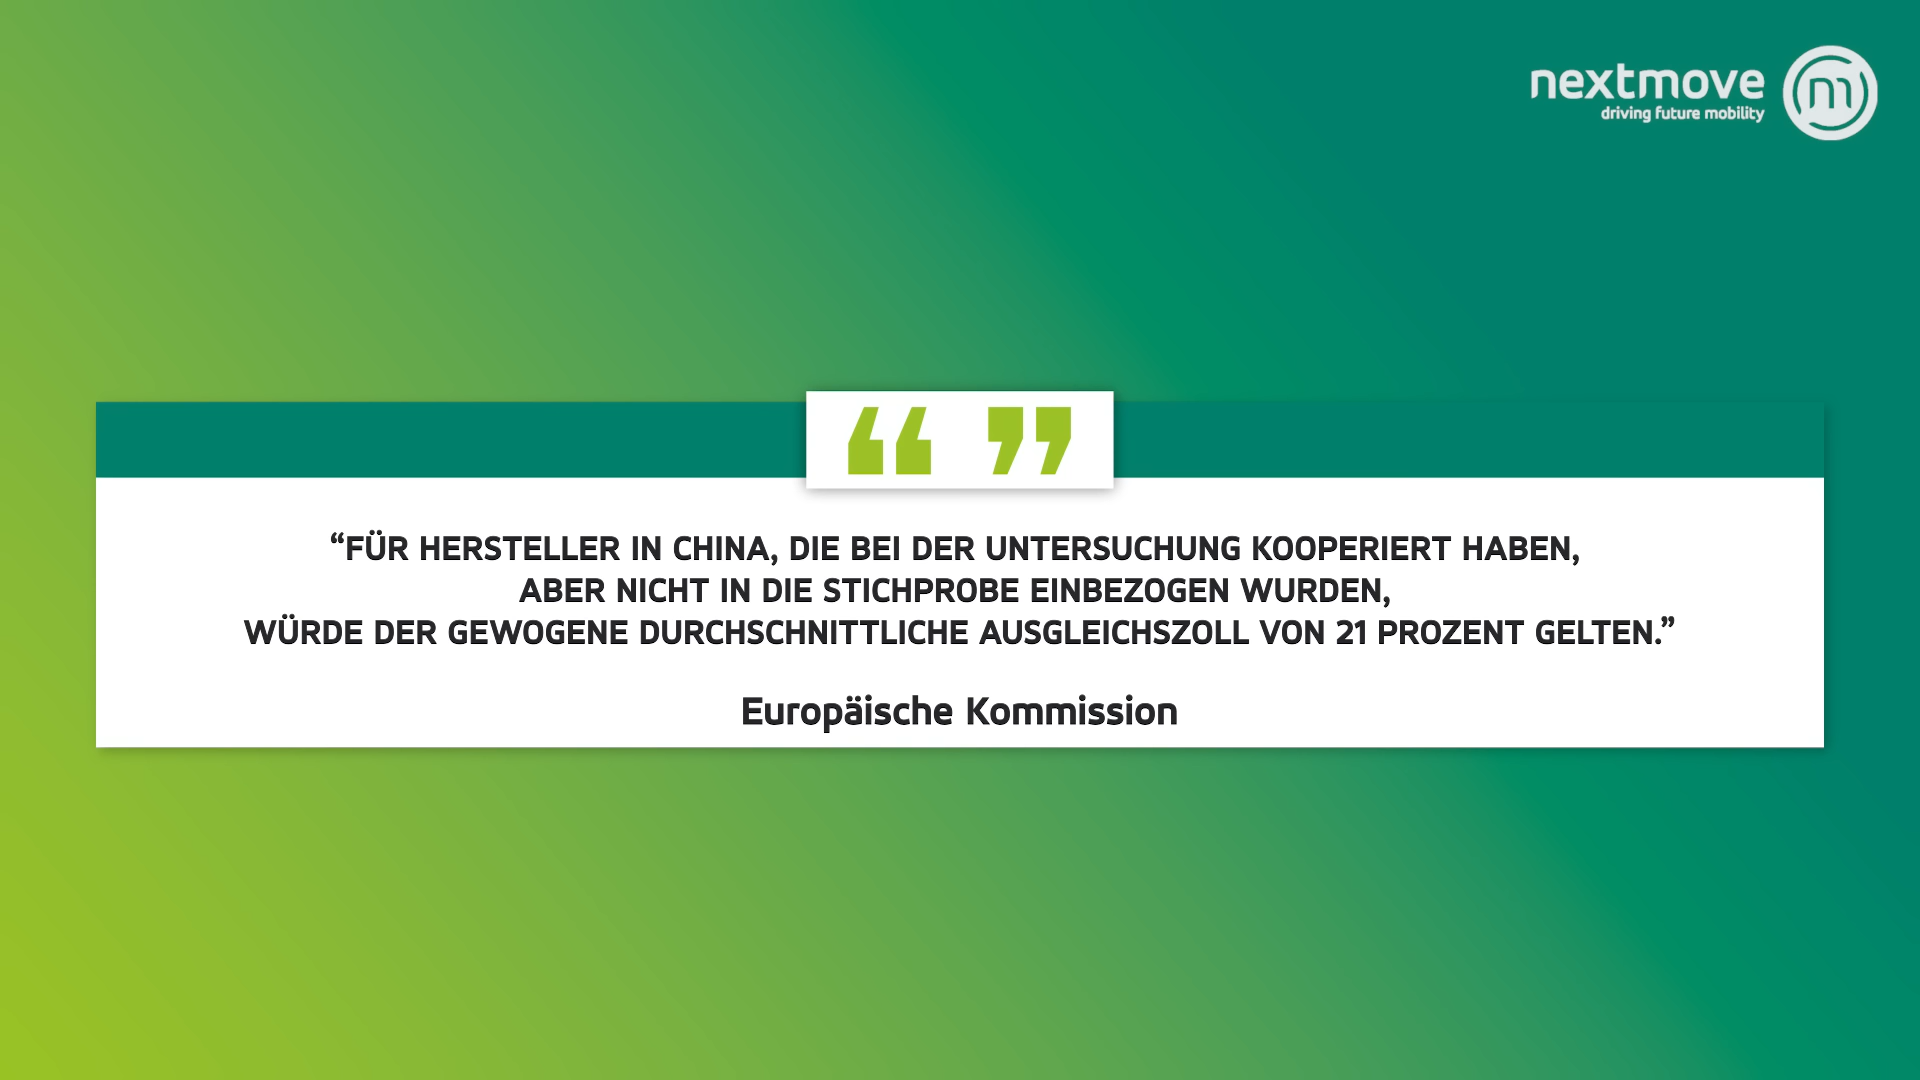 nextmove
driving future mobility
“ ”
“FÜR HERSTELLER IN CHINA, DIE BEI DER UNTERSUCHUNG KOOPERIERT HABEN,
ABER NICHT IN DIE STICHPROBE EINBEZOGEN WURDEN,
WÜRDE DER GEWOGENE DURCHSCHNITTLICHE AUSGLEICHSZOLL VON 21 PROZENT GELTEN.”
Europäische Kommission